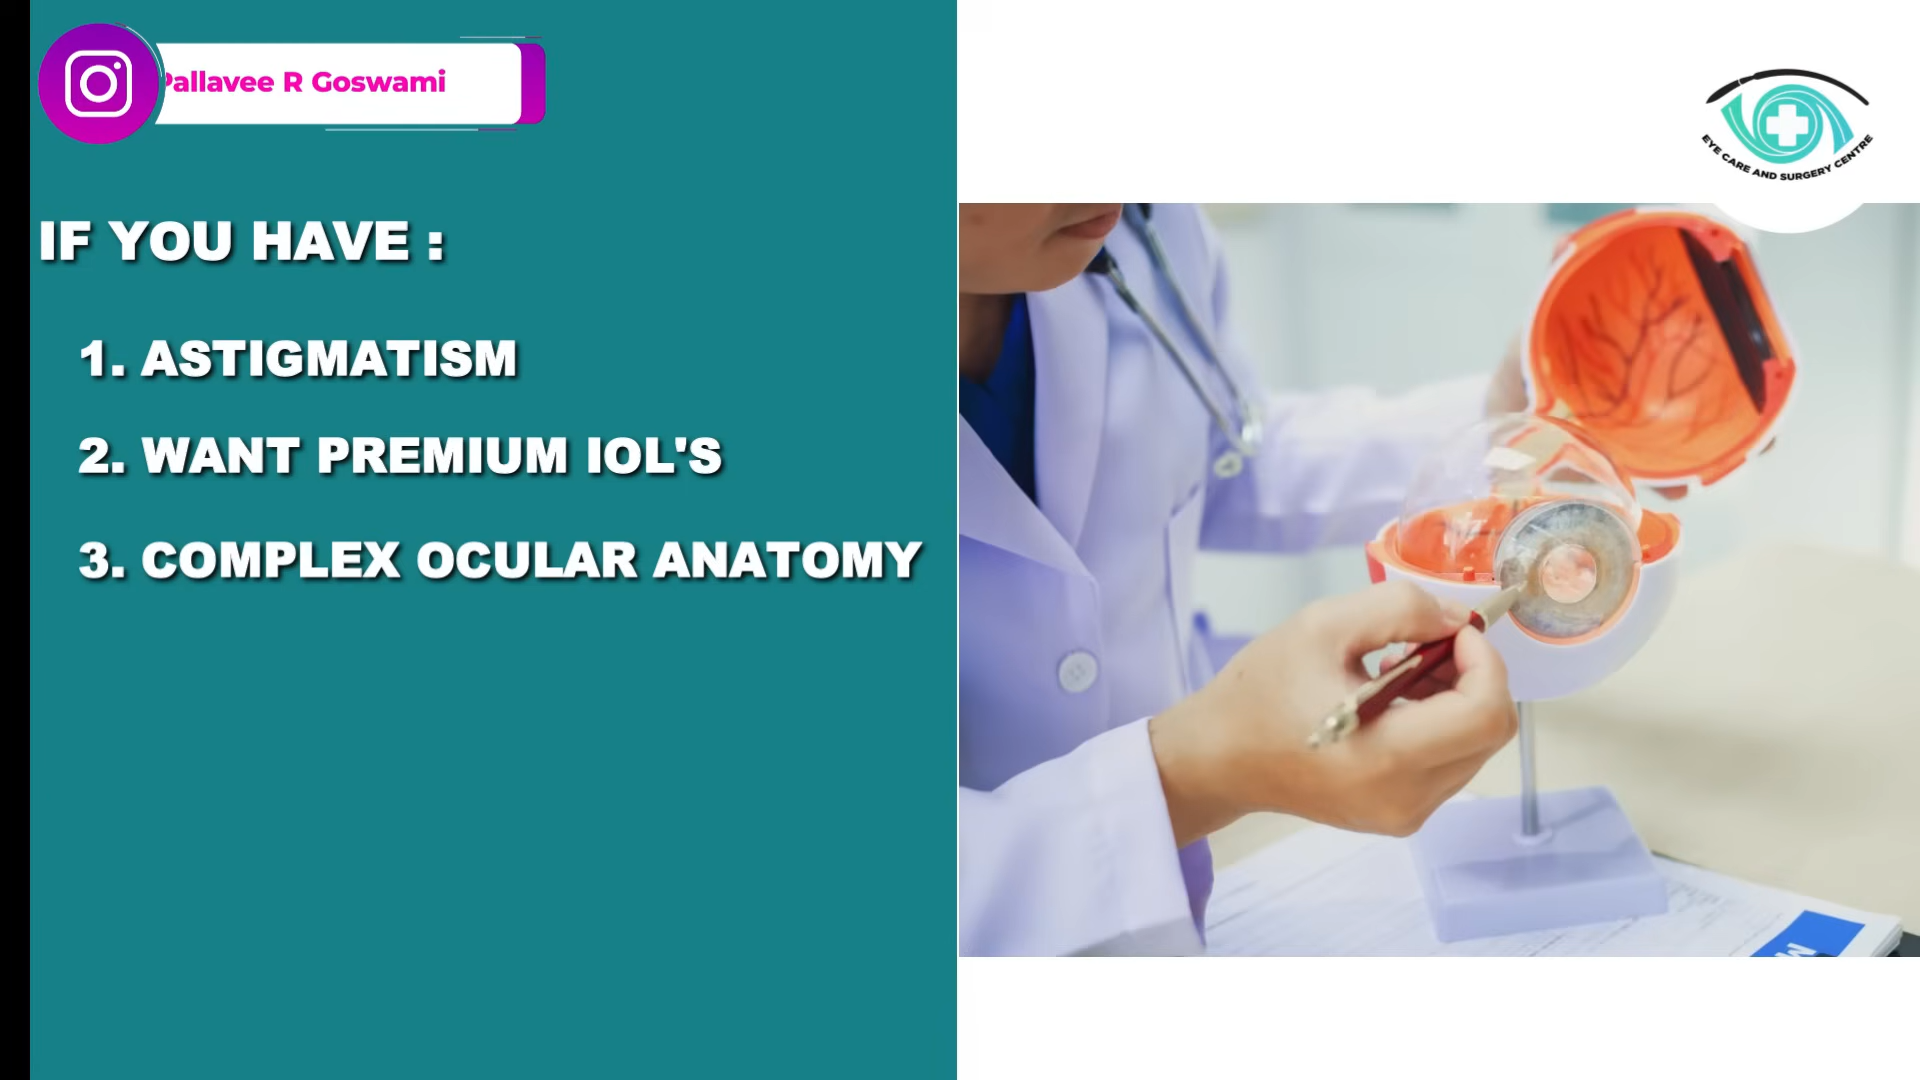 Pallavee R Goswami
EYE CARE AND SURGERY CENTRE
IF YOU HAVE :
1. ASTIGMATISM
2. WANT PREMIUM IOL'S
3. COMPLEX OCULAR ANATOMY